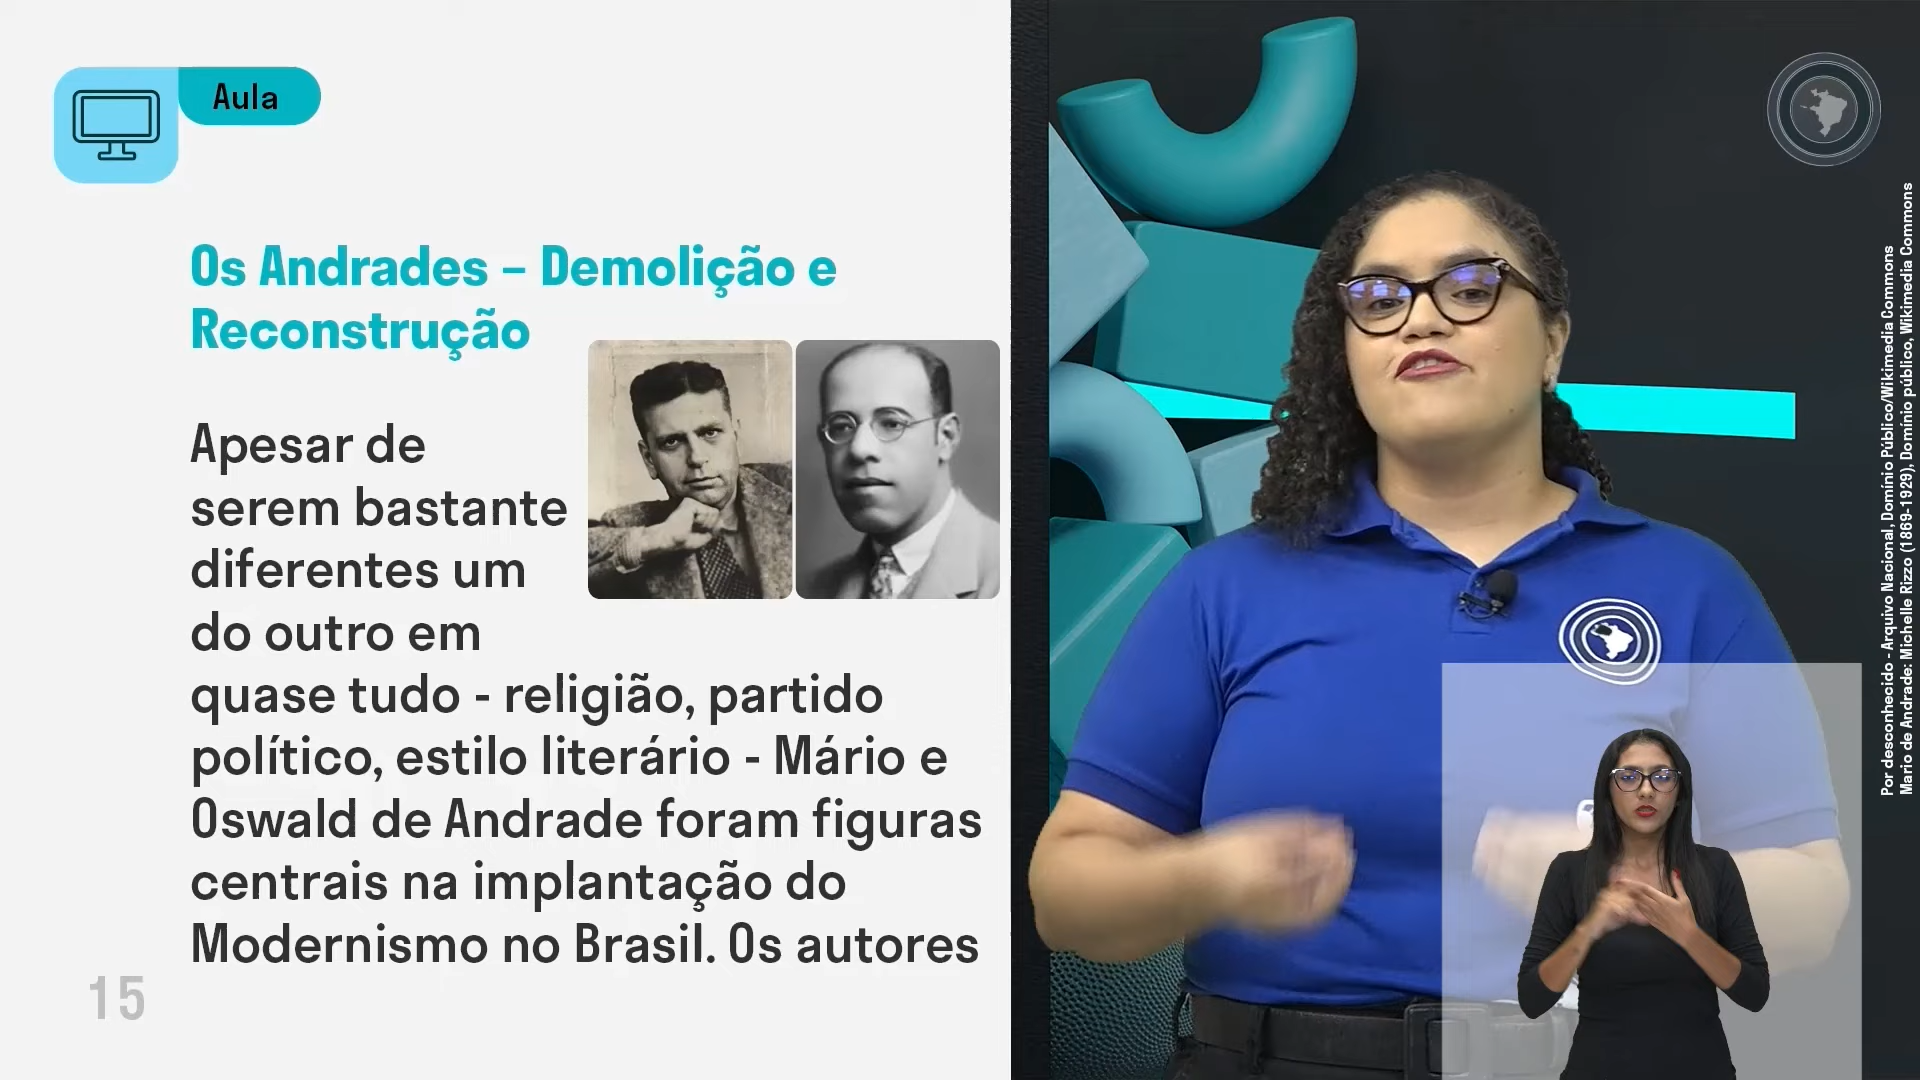 Aula
Os Andrades – Demolição e
Reconstrução
Apesar de
serem bastante
diferentes um
do outro em
quase tudo - religião, partido
político, estilo literário - Mário e
Oswald de Andrade foram figuras
centrais na implantação do
Modernismo no Brasil. Os autores
15
Por desconhecido - Arquivo Nacional, Domínio Público/Wikimedia Commons
Mario de Andrade: Michelle Rizzo (1869-1929), Domínio público, Wikimedia Commons